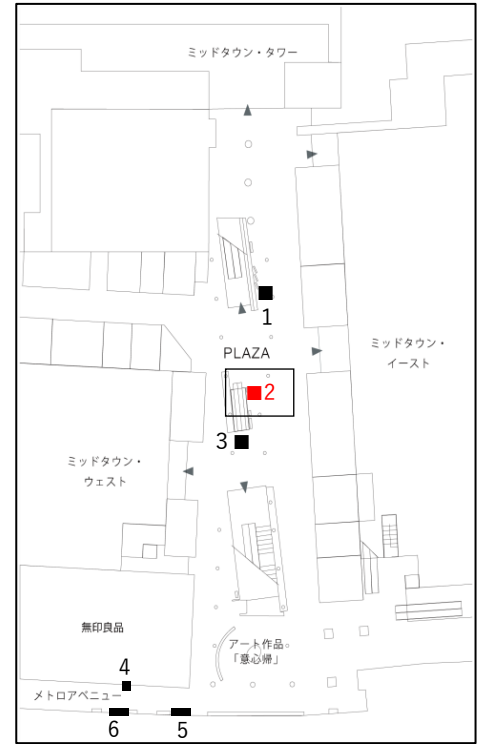 ミッドタウン・タワー
1
PLAZA
ミッドタウン・
イースト
2
3
ミッドタウン・
ウェスト
無印良品
アート作品
「意心帰」
4
メトロアベニュー
6
5